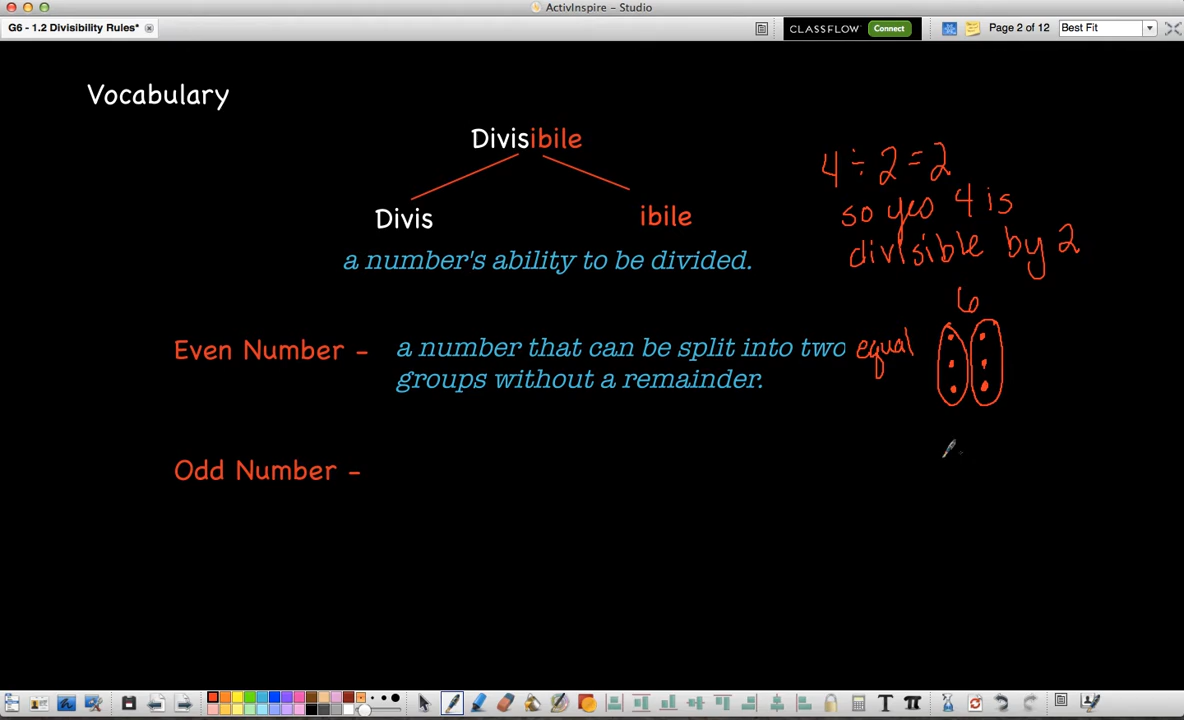 ActivInspire – Studio
G6 - 1.2 Divisibility Rules*
CLASSFLOW Connect
Page 2 of 12
Best Fit
Vocabulary
Divisibile
Divis
ibile
a number's ability to be divided.
4 ÷ 2 = 2
so yes 4 is
divisible by 2
6
Even Number - a number that can be split into two equal
groups without a remainder.
Odd Number -
T π